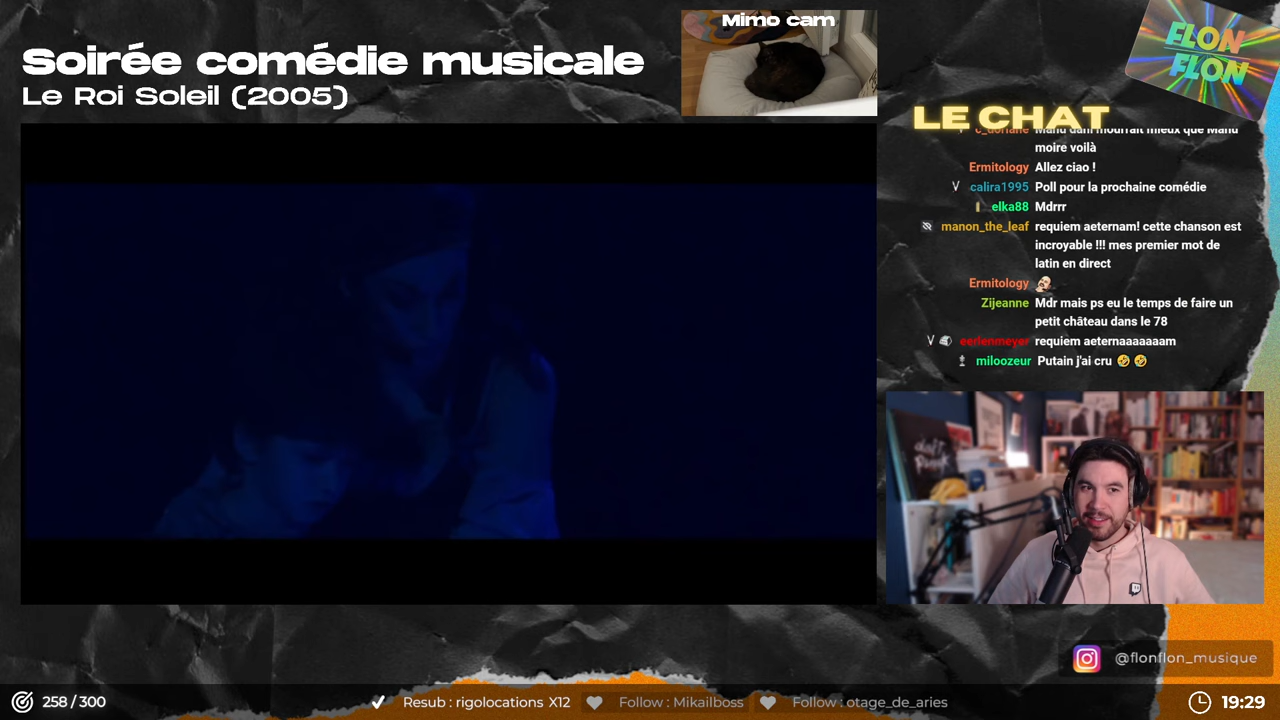 Soirée comédie musicale
Le Roi Soleil (2005)
Mimo cam
FLON
FLON
LE CHAT
c_doriane Manu dani mourrait mieux que Manu
moire voilà
Ermitology Allez ciao !
calira1995 Poll pour la prochaine comédie
elka88 Mdrrr
manon_the_leaf requiem aeternam! cette chanson est
incroyable !!! mes premier mot de
latin en direct
Ermitology
Zijeanne Mdr mais ps eu le temps de faire un
petit château dans le 78
eerlenmeyer requiem aeternaaaaaaam
miloozeur Putain j'ai cru 🤣 🤣
daft
punk
@flonflon_musique
258 / 300
Resub : rigolocations X12
Follow : Mikailboss
Follow : otage_de_aries
19:29